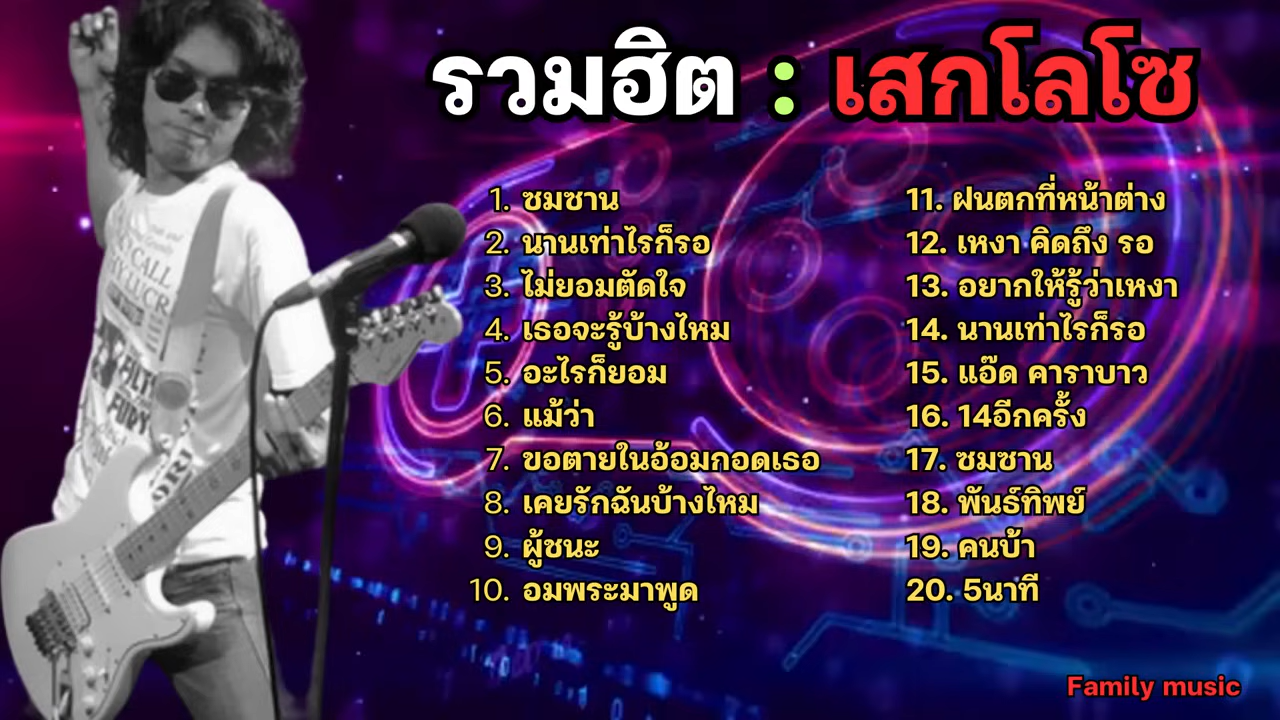 รวมฮิต : เสกโลโซ
1. ซมซาน
2. นานเท่าไรก็รอ
3. ไม่ยอมตัดใจ
4. เธอจะรู้บ้างไหม
5. อะไรก็ยอม
6. แม้ว่า
7. ขอตายในอ้อมกอดเธอ
8. เคยรักฉันบ้างไหม
9. ผู้ชนะ
10. อมพระมาพูด
11. ฝนตกที่หน้าต่าง
12. เหงา คิดถึง รอ
13. อยากให้รู้ว่าเหงา
14. นานเท่าไรก็รอ
15. แอ๊ด คาราบาว
16. 14อีกครั้ง
17. ซมซาน
18. พันธ์ทิพย์
19. คนบ้า
20. 5นาที
Family music